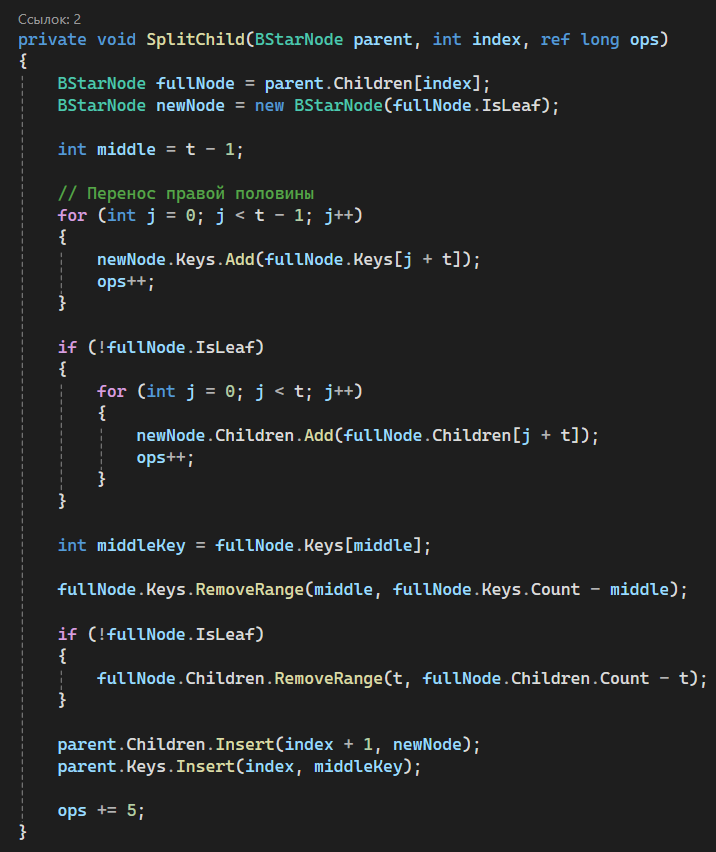 Ссылок: 2
private void SplitChild(BStarNode parent, int index, ref long ops)
{
    BStarNode fullNode = parent.Children[index];
    BStarNode newNode = new BStarNode(fullNode.IsLeaf);

    int middle = t - 1;

    // Перенос правой половины
    for (int j = 0; j < t - 1; j++)
    {
        newNode.Keys.Add(fullNode.Keys[j + t]);
        ops++;
    }

    if (!fullNode.IsLeaf)
    {
        for (int j = 0; j < t; j++)
        {
            newNode.Children.Add(fullNode.Children[j + t]);
            ops++;
        }
    }

    int middleKey = fullNode.Keys[middle];

    fullNode.Keys.RemoveRange(middle, fullNode.Keys.Count - middle);

    if (!fullNode.IsLeaf)
    {
        fullNode.Children.RemoveRange(t, fullNode.Children.Count - t);
    }

    parent.Children.Insert(index + 1, newNode);
    parent.Keys.Insert(index, middleKey);

    ops += 5;
}